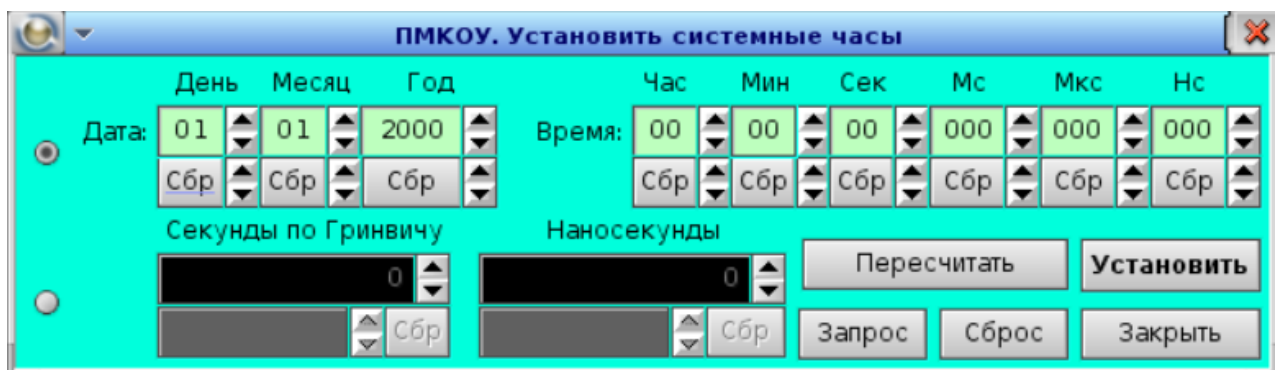 ПМКОУ. Установить системные часы
День Месяц Год Час Мин Сек Мс Мкс Нс
Дата: 01 01 2000 Время: 00 00 00 000 000 000
Сбр Сбр Сбр Сбр Сбр Сбр Сбр Сбр Сбр
Секунды по Гринвичу Наносекунды
0 0 Пересчитать Установить
Сбр Сбр Запрос Сброс Закрыть